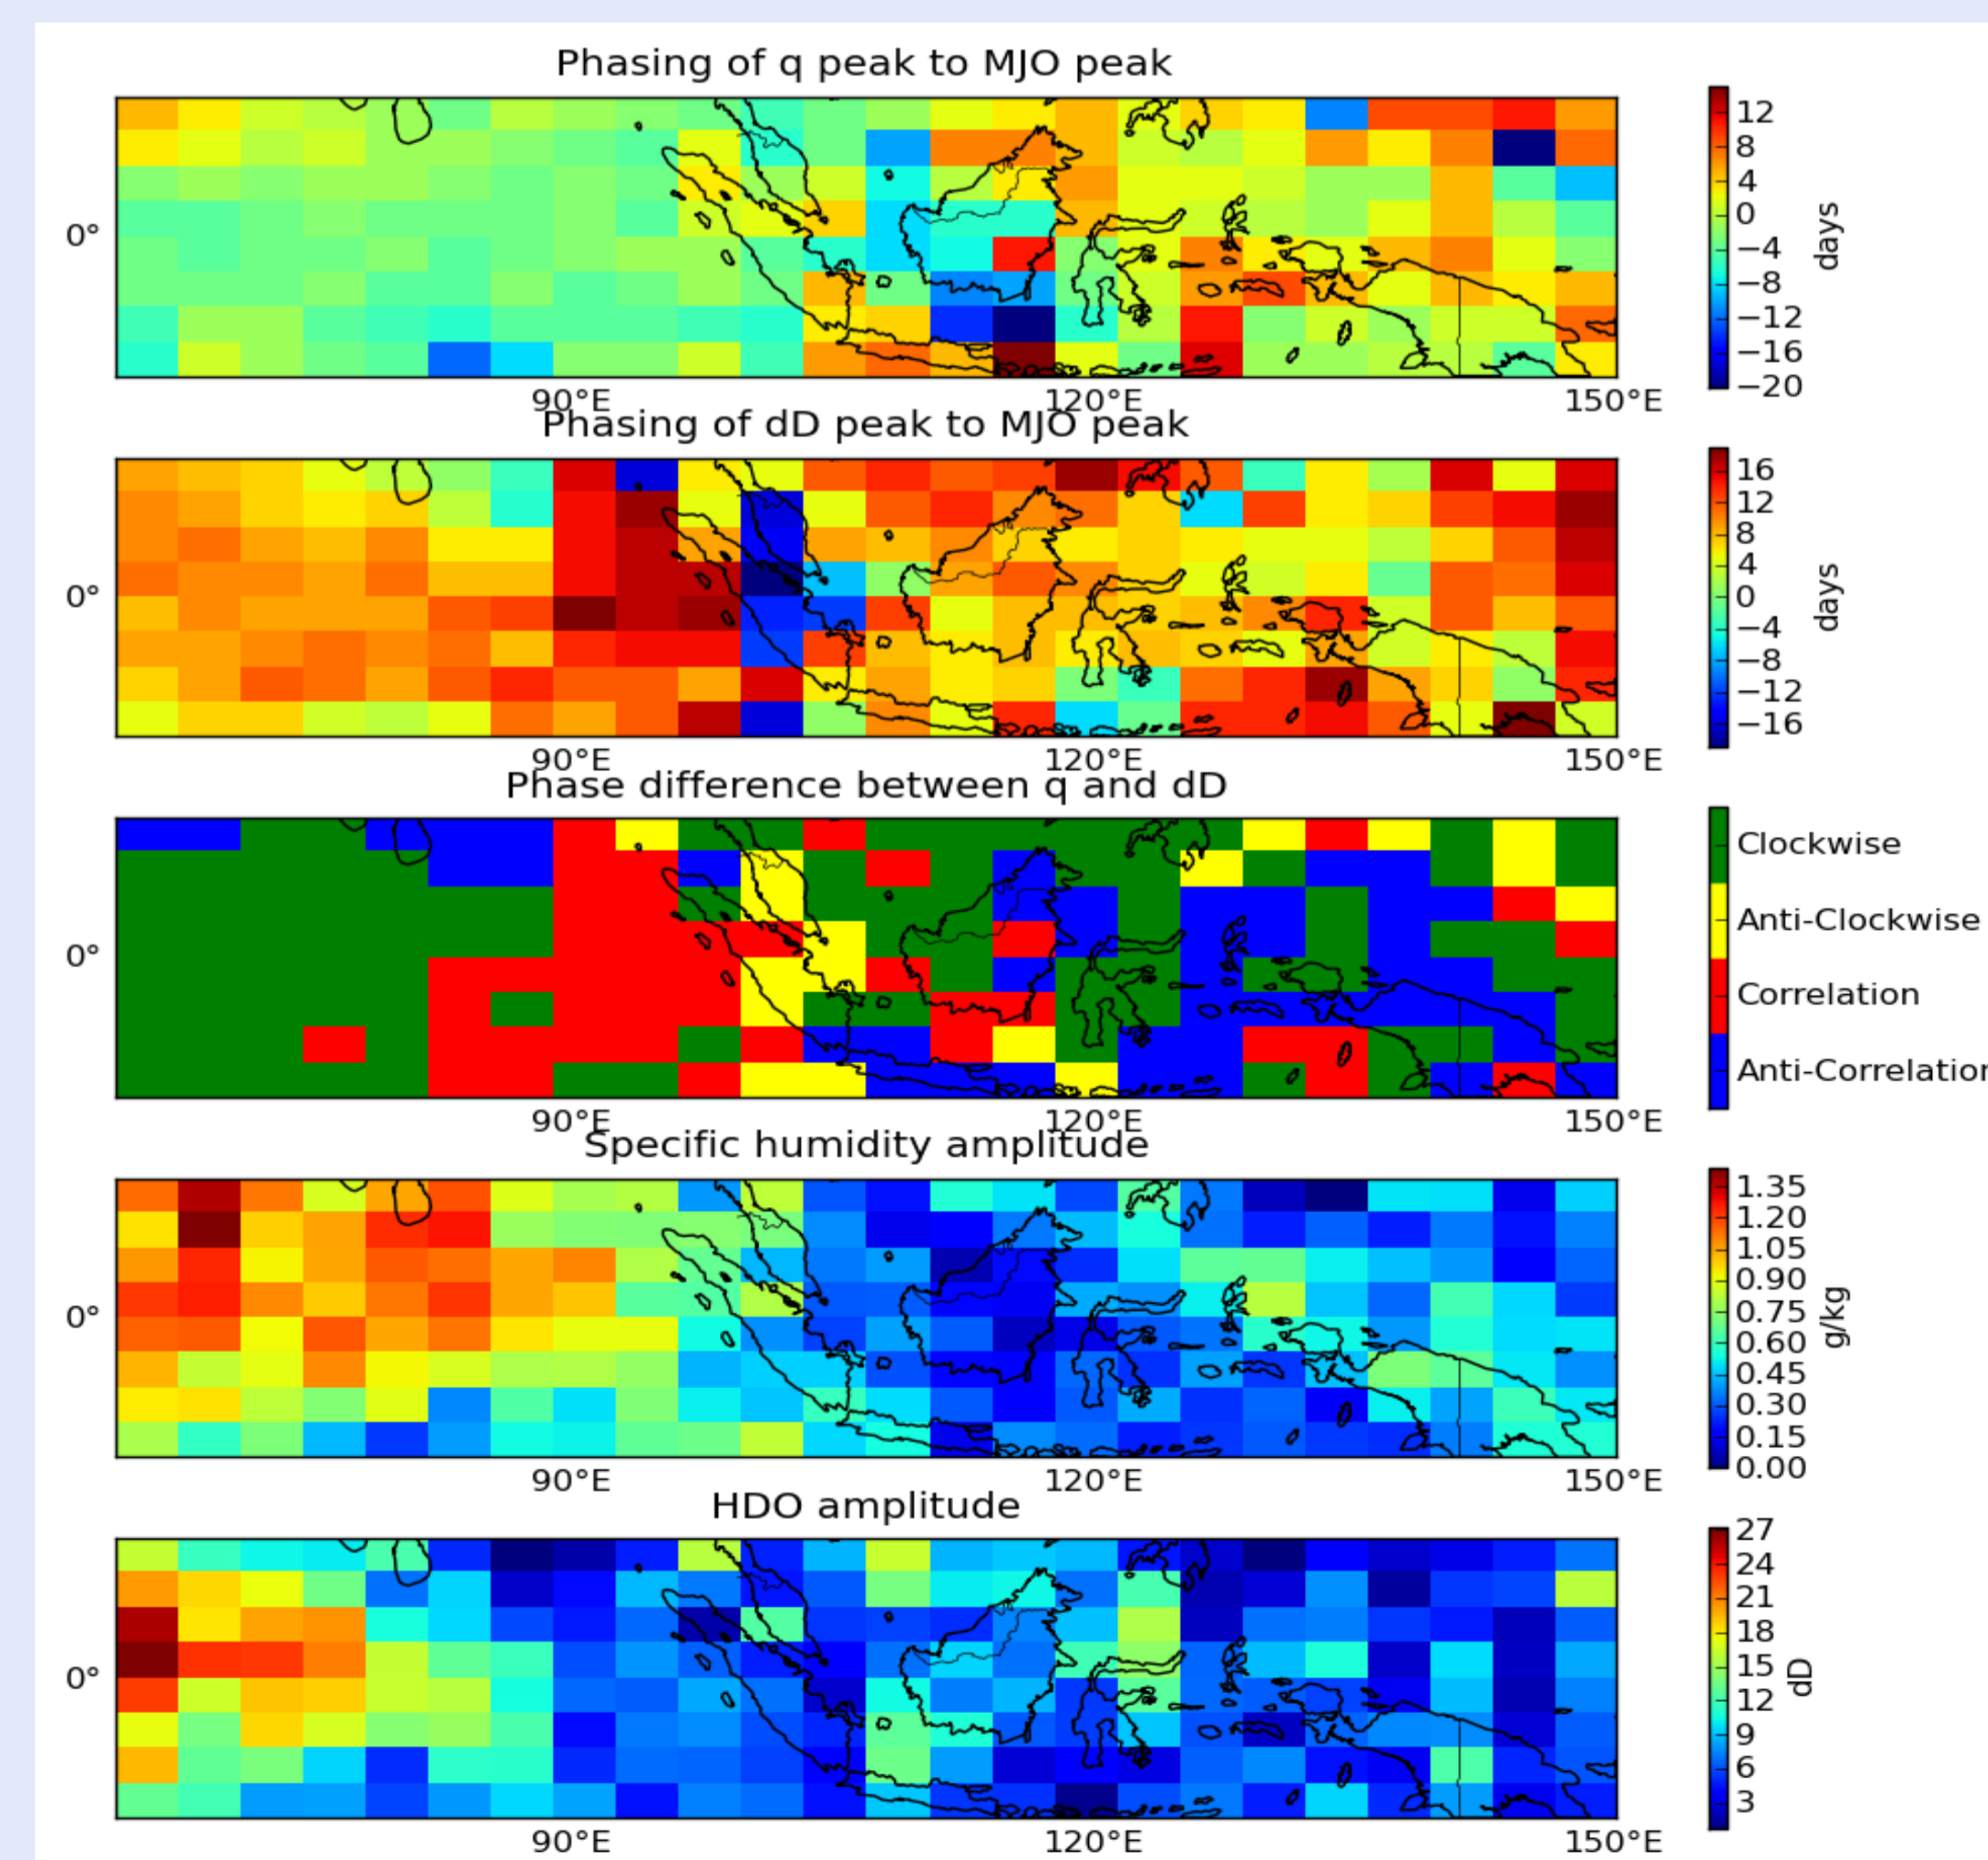 Phasing of q peak to MJO peak
12
8
4
0
−4
−8
−12
−16
−20
days
0°
90°E 120°E 150°E
Phasing of dD peak to MJO peak
16
12
8
4
0
−4
−8
−12
−16
days
0°
90°E 120°E 150°E
Phase difference between q and dD
Clockwise
Anti-Clockwise
Correlation
Anti-Correlation
0°
90°E 120°E 150°E
Specific humidity amplitude
1.35
1.20
1.05
0.90
0.75
0.60
0.45
0.30
0.15
0.00
g/kg
0°
90°E 120°E 150°E
HDO amplitude
27
24
21
18
15
12
9
6
3
dD
0°
90°E 120°E 150°E